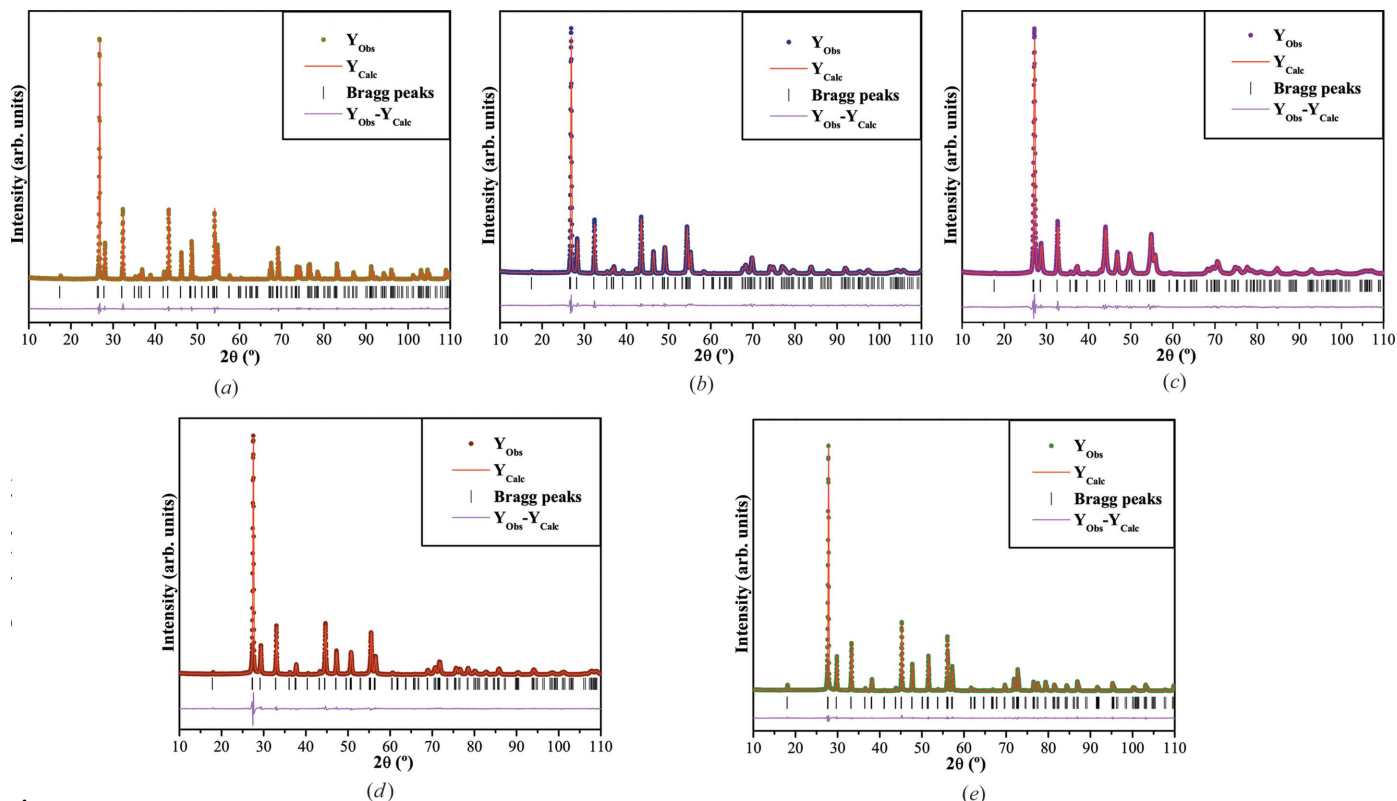 Y_Obs
Y_Calc
Bragg peaks
Y_Obs-Y_Calc
Intensity (arb. units)
10 20 30 40 50 60 70 80 90 100 110
2θ (º)
(a)
Y_Obs
Y_Calc
Bragg peaks
Y_Obs-Y_Calc
Intensity (arb. units)
10 20 30 40 50 60 70 80 90 100 110
2θ (º)
(b)
Y_Obs
Y_Calc
Bragg peaks
Y_Obs-Y_Calc
Intensity (arb. units)
10 20 30 40 50 60 70 80 90 100 110
2θ (º)
(c)
Y_Obs
Y_Calc
Bragg peaks
Y_Obs-Y_Calc
Intensity (arb. units)
10 20 30 40 50 60 70 80 90 100 110
2θ (º)
(d)
Y_Obs
Y_Calc
Bragg peaks
Y_Obs-Y_Calc
Intensity (arb. units)
10 20 30 40 50 60 70 80 90 100 110
2θ (º)
(e)